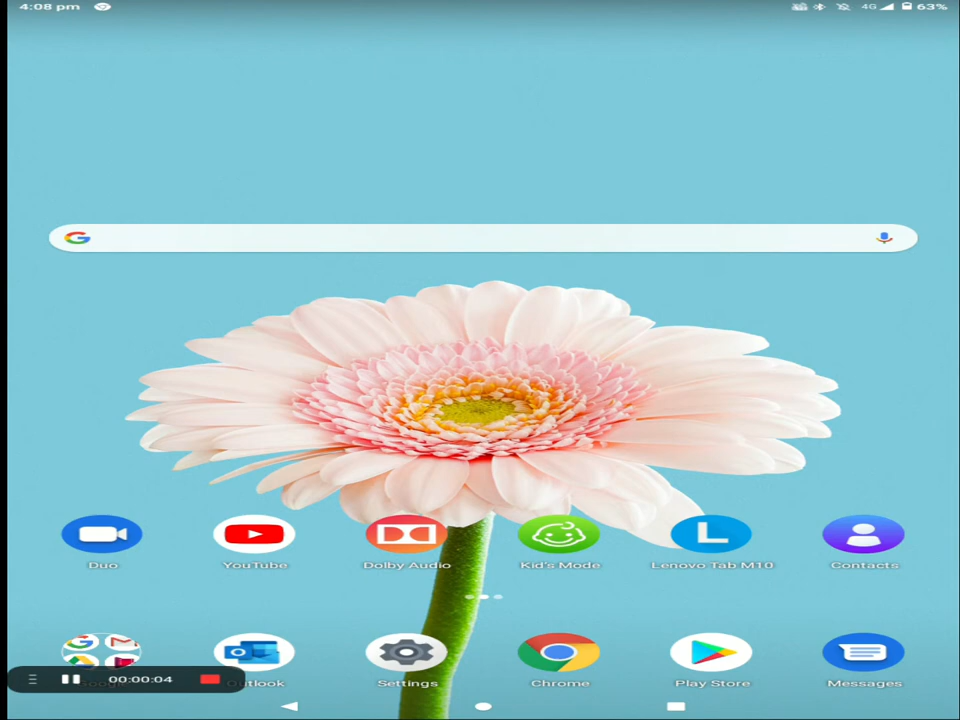 4:08 pm 4G 63%
Duo YouTube Dolby Audio Kid's Mode Lenovo Tab M10 Contacts
Outlook Settings Chrome Play Store Messages
00:00:04